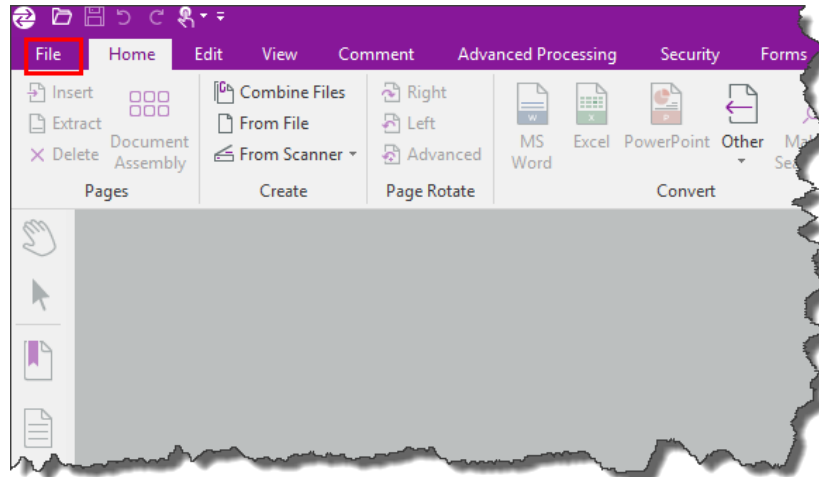 File Home Edit View Comment Advanced Processing Security Forms
Insert
Extract
Delete
Document
Assembly
Pages
Combine Files
From File
From Scanner
Create
Right
Left
Advanced
Page Rotate
MS
Word
Excel
PowerPoint
Other
Convert